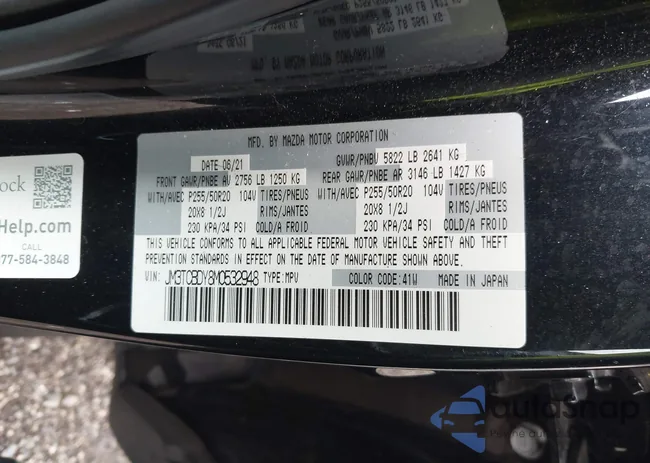 MFD. BY MAZDA MOTOR CORPORATION
DATE 06/21 GVWR/PNBV 5822 LB 2641 KG
FRONT GAWR/PNBE AV 2756 LB 1250 KG REAR GAWR/PNBE AR 3146 LB 1427 KG
WITH/AVEC P255/50R20 104V TIRES/PNEUS WITH/AVEC P255/50R20 104V TIRES/PNEUS
20X8 1/2J RIMS/JANTES 20X8 1/2J RIMS/JANTES
230 KPA/34 PSI COLD/A FROID 230 KPA/34 PSI COLD/A FROID
THIS VEHICLE CONFORMS TO ALL APPLICABLE FEDERAL MOTOR VEHICLE SAFETY AND THEFT
PREVENTION STANDARDS IN EFFECT ON THE DATE OF MANUFACTURE SHOWN ABOVE.
VIN: JM3TCBDY8M0532948 TYPE:MPV COLOR CODE:41W MADE IN JAPAN
ock
Help.com
CALL
77-584-3848
autoSnap